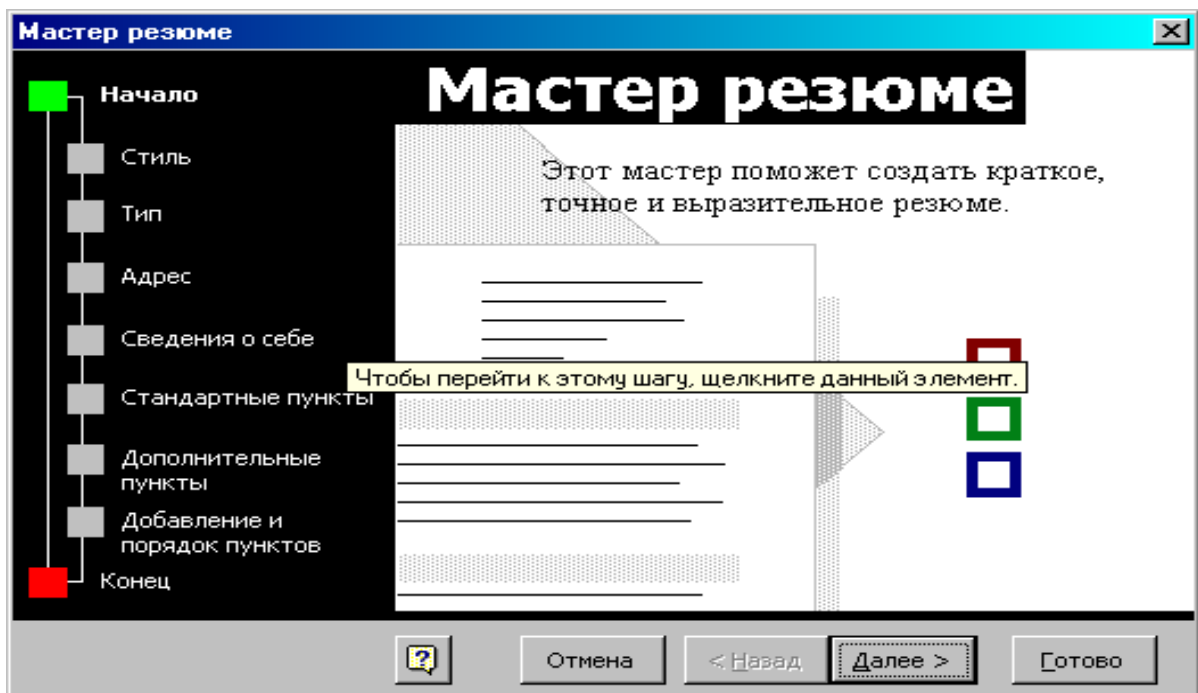 Мастер резюме
Мастер резюме
Начало
Стиль
Тип
Адрес
Сведения о себе
Стандартные пункты
Дополнительные
пункты
Добавление и
порядок пунктов
Конец
Этот мастер поможет создать краткое,
точное и выразительное резюме.
Чтобы перейти к этому шагу, щелкните данный элемент.
?
Отмена
< Назад
Далее >
Готово